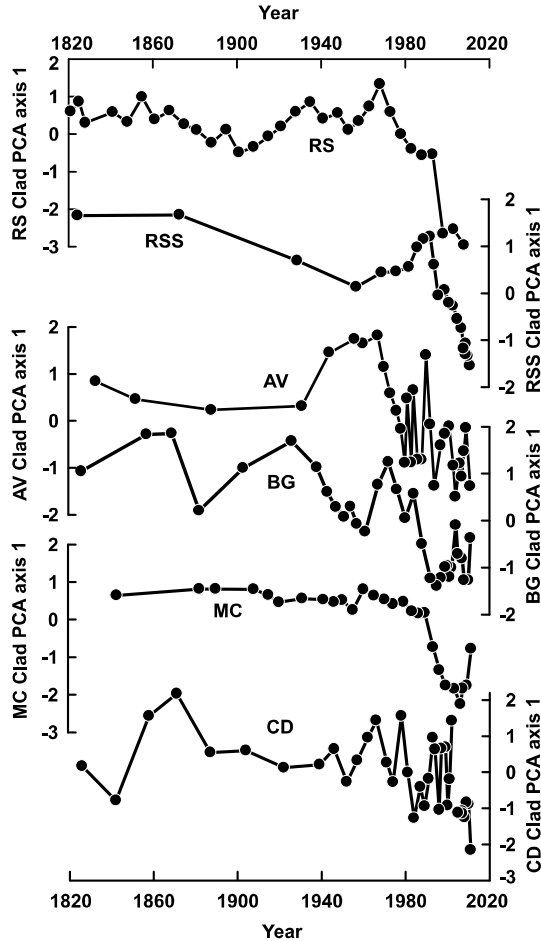 Year
1820 1860 1900 1940 1980 2020
2
1
0
-1
-2
-3
RS Clad PCA axis 1
RS
2
1
0
-1
-2
RSS Clad PCA axis 1
RSS
2
1
0
-1
-2
AV Clad PCA axis 1
AV
2
1
0
-1
-2
BG Clad PCA axis 1
BG
2
1
0
-1
-2
-3
MC Clad PCA axis 1
MC
2
1
0
-1
-2
-3
CD Clad PCA axis 1
CD
1820 1860 1900 1940 1980 2020
Year